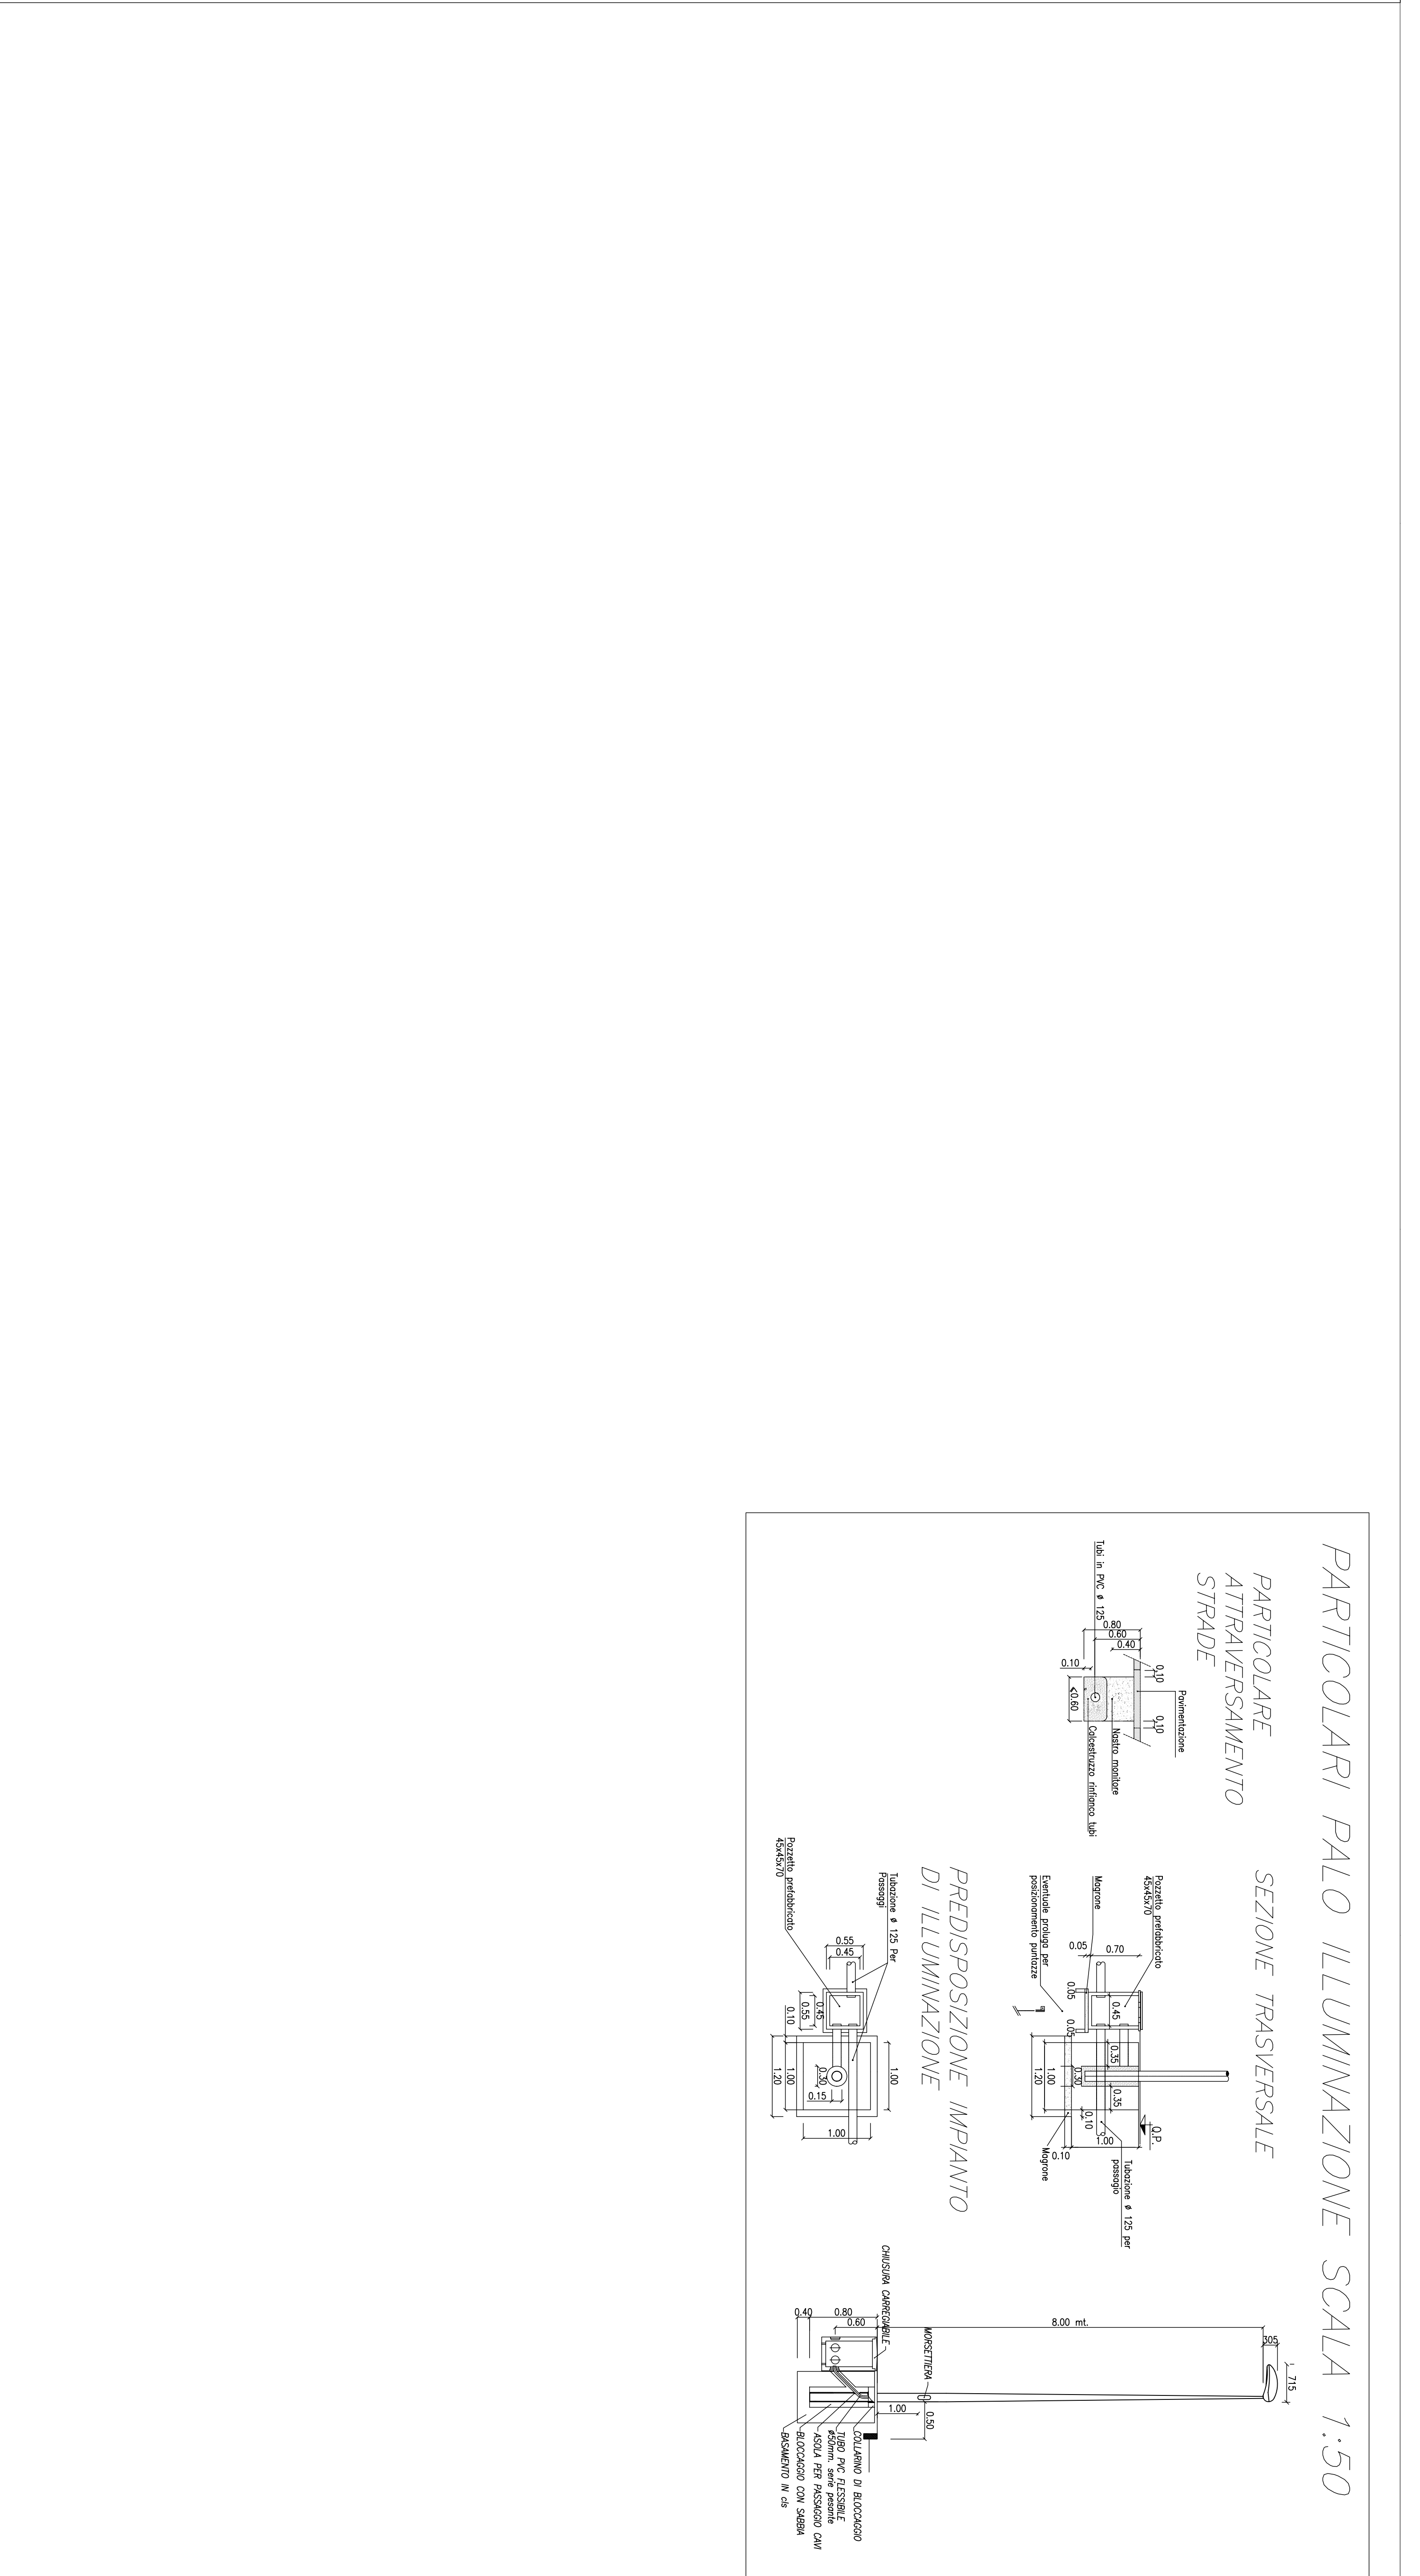 PARTICOLARI PALO ILLUMINAZIONE SCALA 1:50
PARTICOLARE
ATTRAVERSAMENTO
STRADE
Pavimentazione
0,10
0,10
0.40
0.60
0.80
Tubi in PVC ø 125
0.10
<0.60
Nastro monitore
Calcestruzzo rinfianco tubi
SEZIONE TRASVERSALE
Pozzetto prefabbricato
45x45x70
Magrone
Eventuale proluga per
posizionamento puntazze
0.70
0.05
0.05
0.45
0.05
0.35
0.30
0.35
0.10
1.00
1.20
Q.P.
1.00
0.10
Magrone
Tubazione ø 125 per
passagio
PREDISPOSIZIONE IMPIANTO
DI ILLUMINAZIONE
Tubazione ø 125 Per
Passaggi
Pozzetto prefabbricato
45x45x70
0.55
0.45
0.45
0.55
0.10
0.30
0.15
1.00
1.20
1.00
1.00
305
715
8.00 mt.
CHIUSURA CARREGIABILE
MORSETTIERA
0.60
0.80
0.40
1.00
0.50
COLLARINO DI BLOCCAGGIO
TUBO PVC FLESSIBILE
ø50mm. serie pesante
ASOLA PER PASSAGGIO CAVI
BLOCCAGGIO CON SABBIA
BASAMENTO IN cls